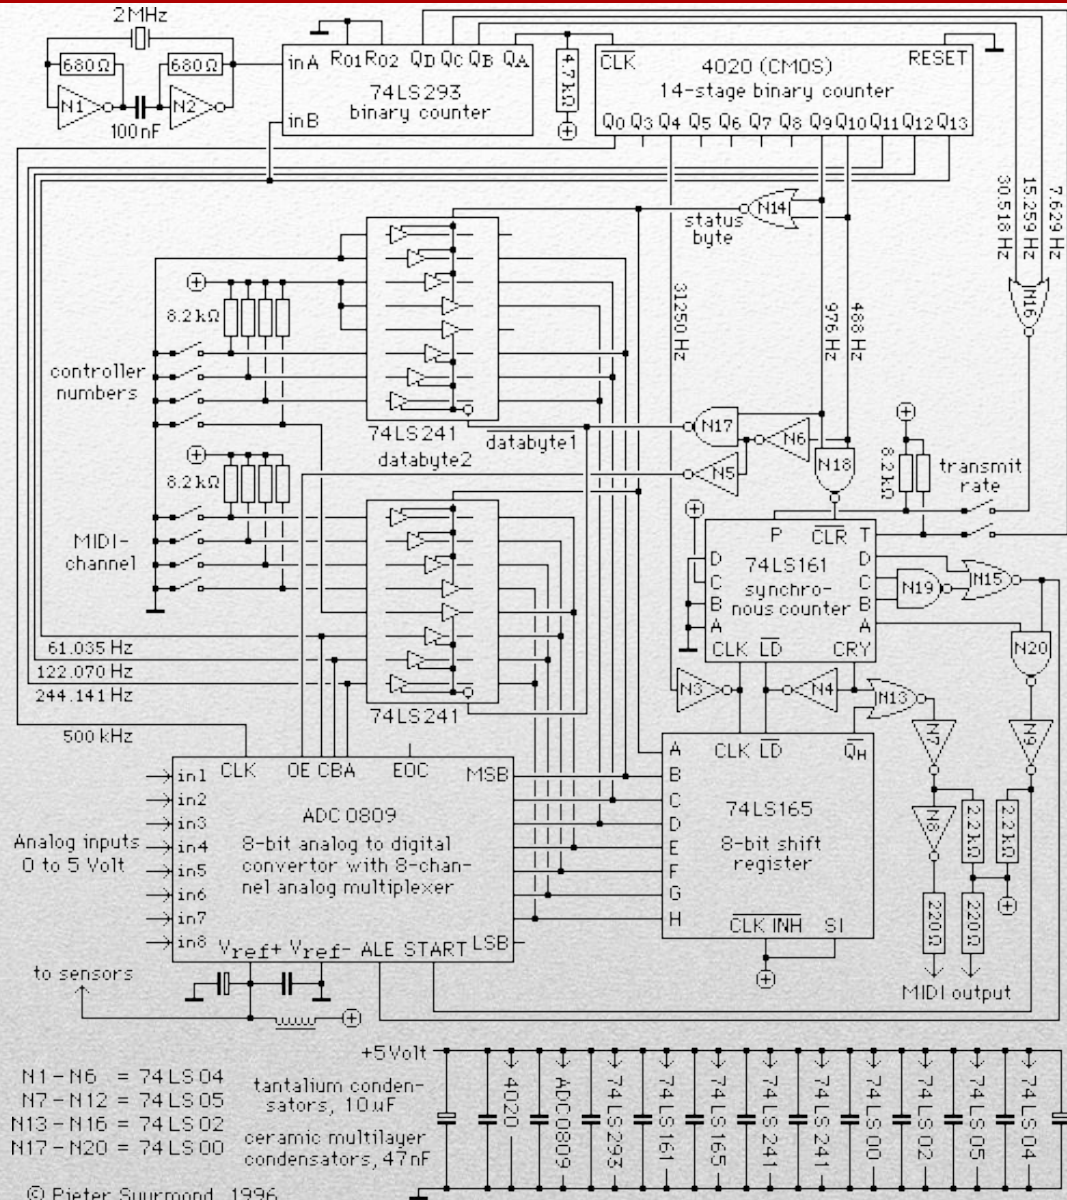 2 MHz
680Ω 680Ω
N1 N2
100nF
inA R01 R02 QD QC QB QA
74LS293
binary counter
inB
4.7kΩ
CLK RESET
4020 (CMOS)
14-stage binary counter
Q0 Q3 Q4 Q5 Q6 Q7 Q8 Q9 Q10 Q11 Q12 Q13
30.518 Hz
15.259 Hz
7.629 Hz
N14
status
byte
N16
31250 Hz
976 Hz
488 Hz
8.2kΩ
controller
numbers
74LS241
databyte1
databyte2
N17
N6
N5
N18
8.2kΩ
transmit
rate
8.2kΩ
MIDI-
channel
P CLR T
74LS161
synchro-
nous counter
D
C
B
A
D
C
B
A
CLK LD CRY
N19
N15
N20
N3
N4
N13
N7
N9
N8
61.035 Hz
122.070 Hz
244.141 Hz
500 kHz
74LS241
CLK OE CBA EOC MSB
in1
in2
in3
in4
in5
in6
in7
in8
ADC0809
8-bit analog to digital
convertor with 8-chan-
nel analog multiplexer
Vref+ Vref- ALE START LSB
Analog inputs
0 to 5 Volt
to sensors
A CLK LD QH
B
C
D
E
F
G
H
74LS165
8-bit shift
register
CLK INH SI
2.2kΩ
2.2kΩ
220Ω
220Ω
MIDI output
+5Volt
N1-N6 = 74LS04
N7-N12 = 74LS05
N13-N16 = 74LS02
N17-N20 = 74LS00
tantalium conden-
sators, 10uF
ceramic multilayer
condensators, 47nF
4020
ADC0809
74LS293
74LS161
74LS165
74LS241
74LS241
74LS00
74LS02
74LS05
74LS04
© Pieter Suurmond, 1996